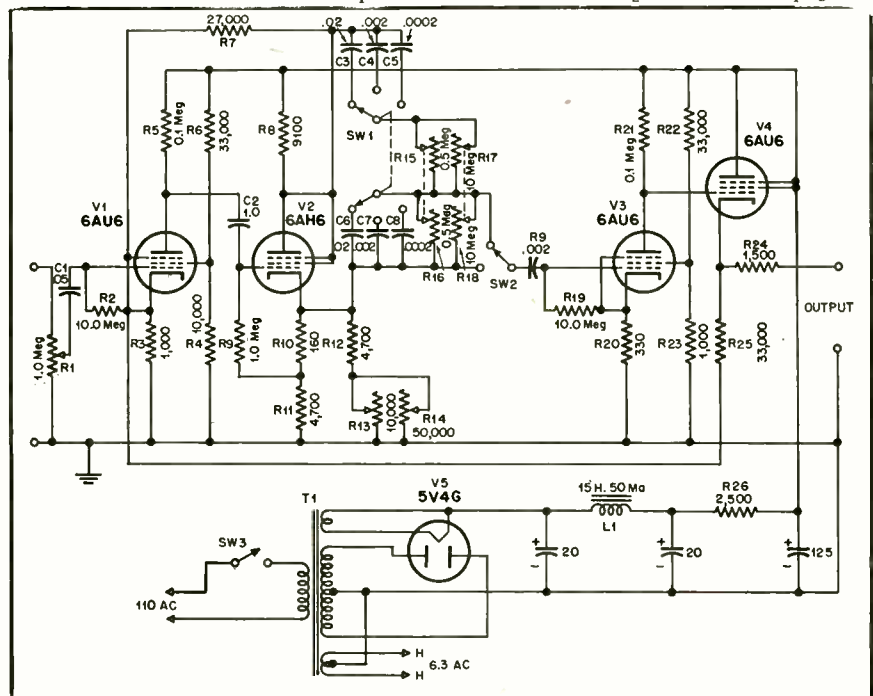 27,000
R7
.02
.002
.0002
C3
C4
C5
SW1
R5
0.1 Meg
R6
33,000
R8
9100
R15
0.5 Meg
R17
10 Meg
R21
0.1 Meg
R22
33,000
V4
6AU6
V1
6AU6
C2
1.0
V2
6AH6
C6
C7
C8
.02
.002
.0002
0.5 Meg
10 Meg
R16
R18
SW2
R9
.002
V3
6AU6
R24
1,500
C1
.05
R2
10.0 Meg
R3
1,000
R4
10,000
R9
1.0 Meg
R10
160
R12
4,700
R11
4,700
R13
10,000
R14
50,000
R19
10.0 Meg
R20
330
R23
1,000
R25
33,000
OUTPUT
1.0 Meg
R1
T1
V5
5V4G
15 H. 50 Ma
L1
R26
2,500
SW3
110 AC
+
-
20
+
-
20
+
-
125
H
H
6.3 AC